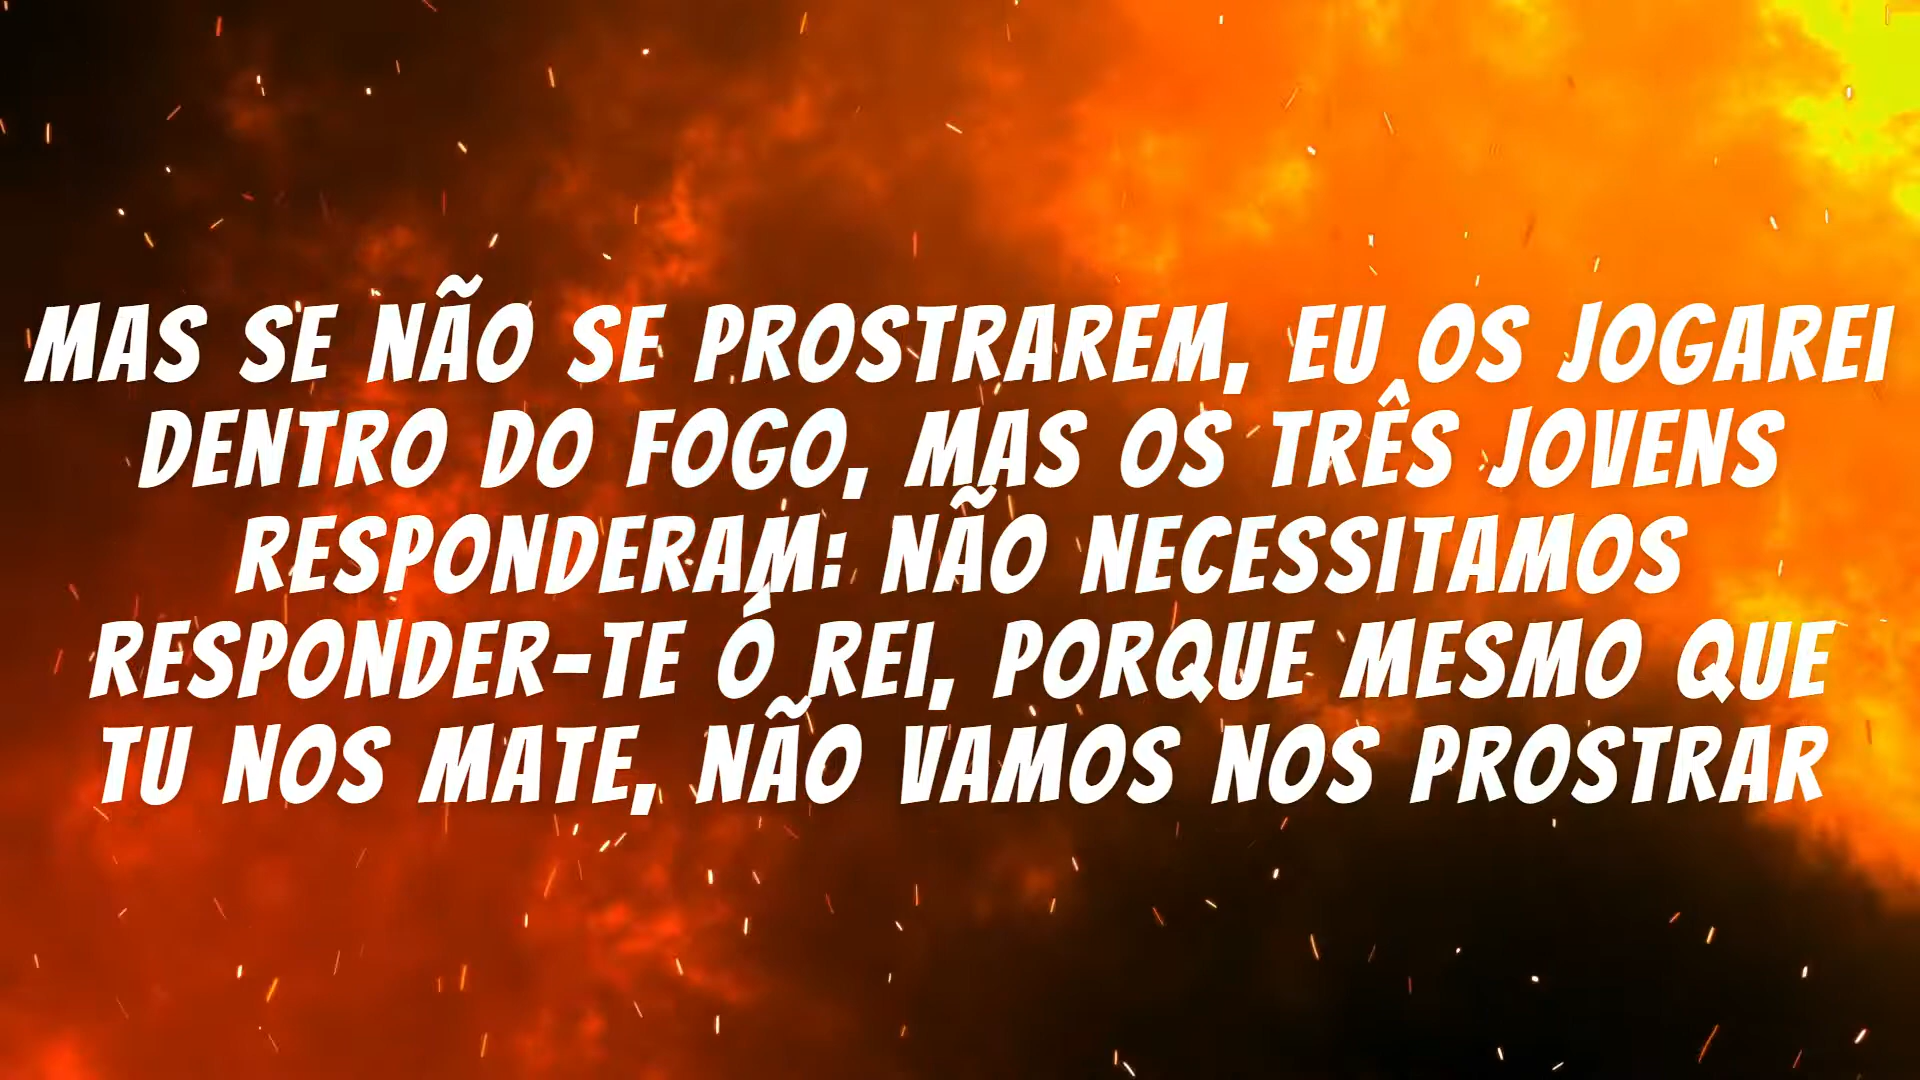 MAS SE NÃO SE PROSTRAREM, EU OS JOGAREI
DENTRO DO FOGO, MAS OS TRÊS JOVENS
RESPONDERAM: NÃO NECESSITAMOS
RESPONDER-TE Ó REI, PORQUE MESMO QUE
TU NOS MATE, NÃO VAMOS NOS PROSTRAR